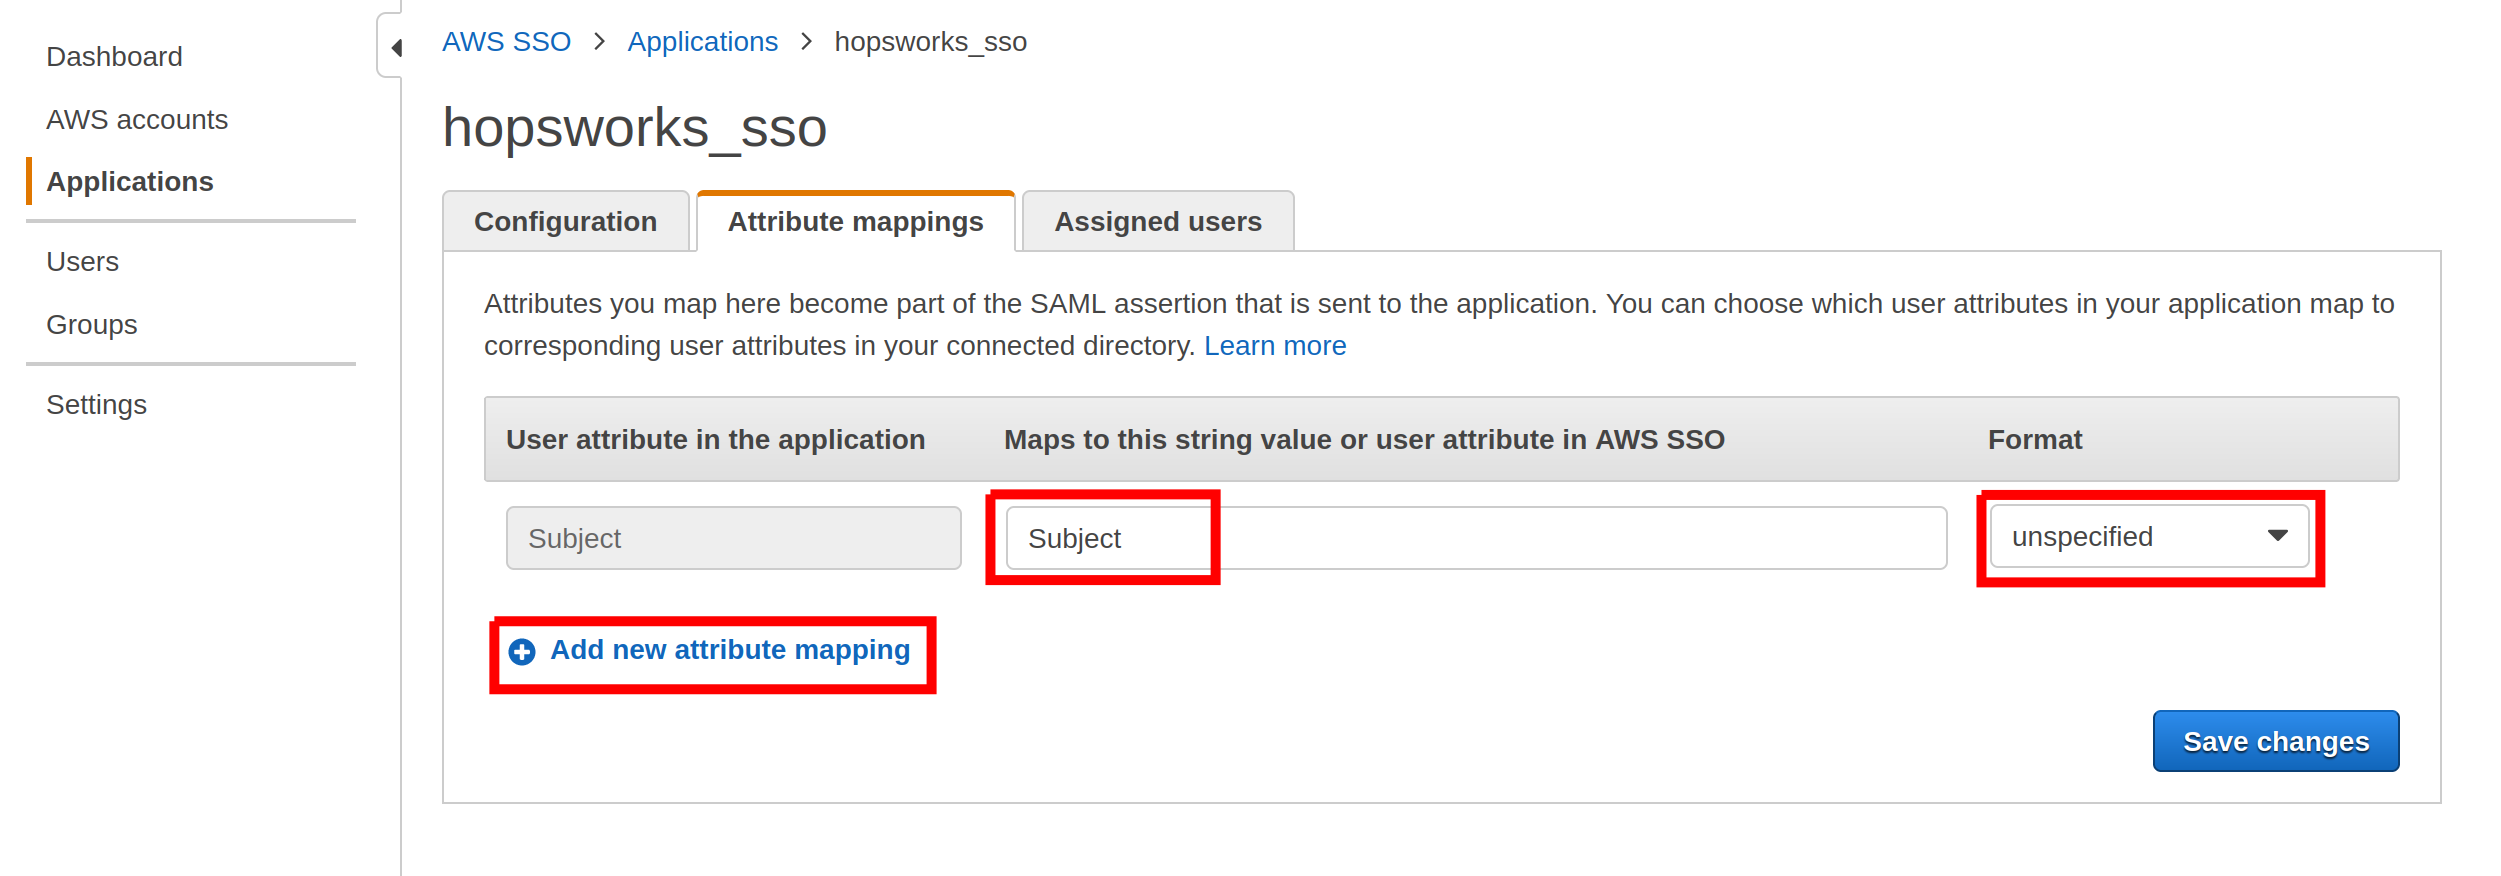 Dashboard
AWS accounts
Applications
Users
Groups
Settings
AWS SSO > Applications > hopsworks_sso
hopsworks_sso
Configuration Attribute mappings Assigned users
Attributes you map here become part of the SAML assertion that is sent to the application. You can choose which user attributes in your application map to
corresponding user attributes in your connected directory. Learn more
User attribute in the application Maps to this string value or user attribute in AWS SSO Format
Subject Subject unspecified
Add new attribute mapping
Save changes